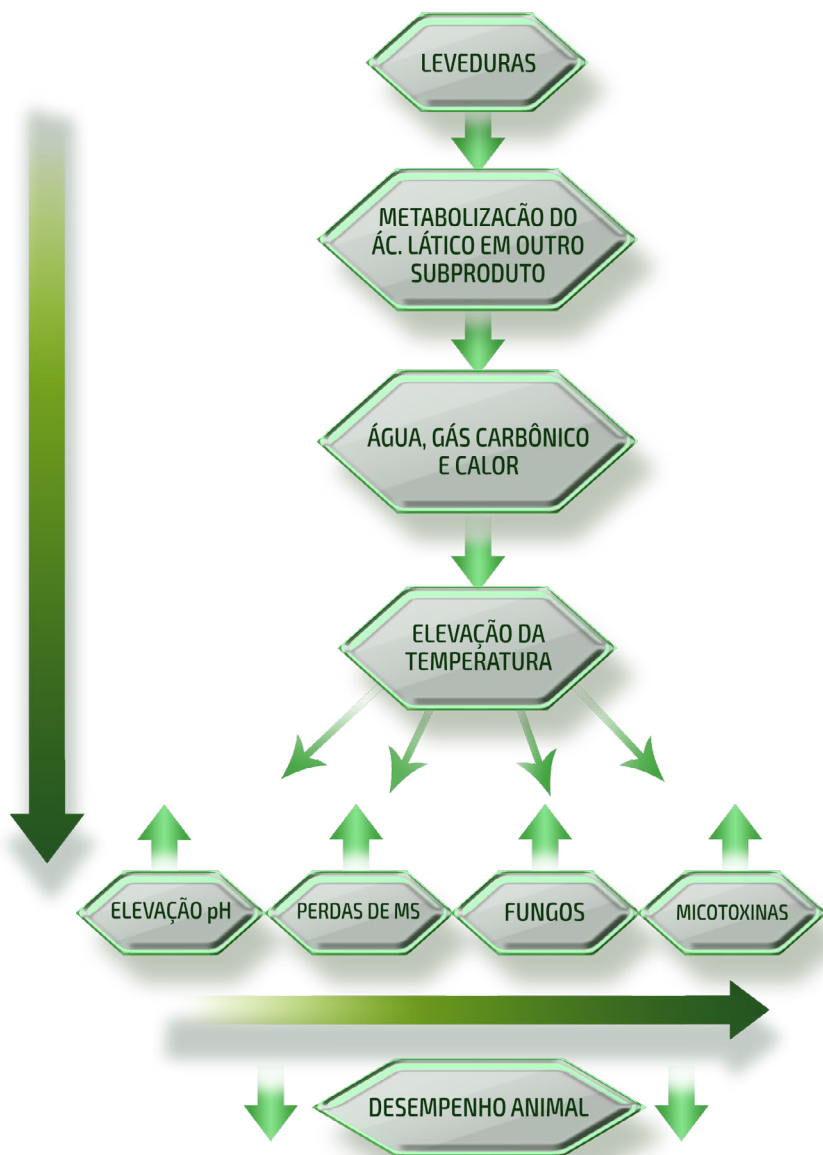 LEVEDURAS
METABOLIZACÃO DO
ÁC. LÁTICO EM OUTRO
SUBPRODUTO
ÁGUA, GÁS CARBÔNICO
E CALOR
ELEVAÇÃO DA
TEMPERATURA
ELEVAÇÃO pH
PERDAS DE MS
FUNGOS
MICOTOXINAS
DESEMPENHO ANIMAL